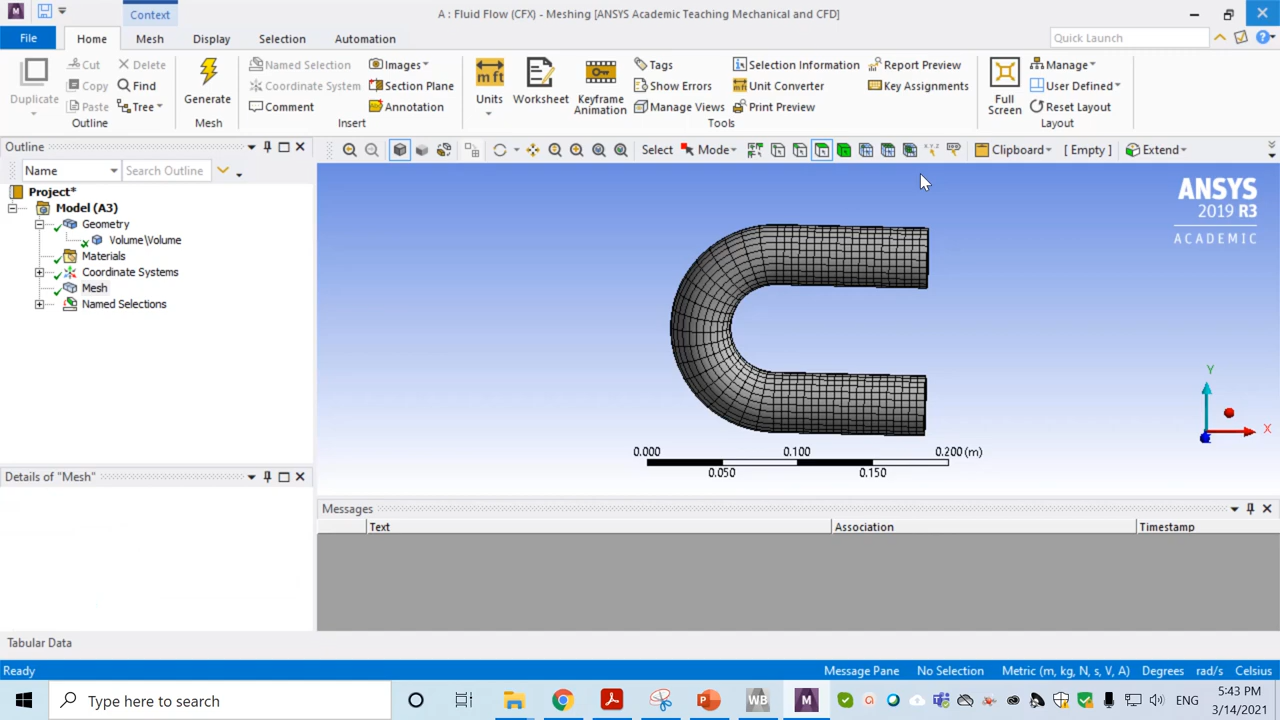 Context
A : Fluid Flow (CFX) - Meshing [ANSYS Academic Teaching Mechanical and CFD]
File Home Mesh Display Selection Automation Quick Launch
Duplicate
Cut Delete
Copy Find
Paste Tree
Outline
Generate
Mesh
Named Selection Images
Coordinate System Section Plane
Comment Annotation
Insert
Units
Worksheet
Keyframe
Animation
Tags
Show Errors
Manage Views
Selection Information
Unit Converter
Print Preview
Report Preview
Key Assignments
Tools
Full
Screen
Manage
User Defined
Reset Layout
Layout
Outline
Select Mode Clipboard [ Empty ] Extend
Name Search Outline
Project*
Model (A3)
Geometry
Volume\Volume
Materials
Coordinate Systems
Mesh
Named Selections
ANSYS
2019 R3
ACADEMIC
Y
X
Z
0.000 0.100 0.200 (m)
0.050 0.150
Details of "Mesh"
Messages
Text Association Timestamp
Tabular Data
Ready Message Pane No Selection Metric (m, kg, N, s, V, A) Degrees rad/s Celsius
Type here to search
WB
M
ENG
5:43 PM
3/14/2021